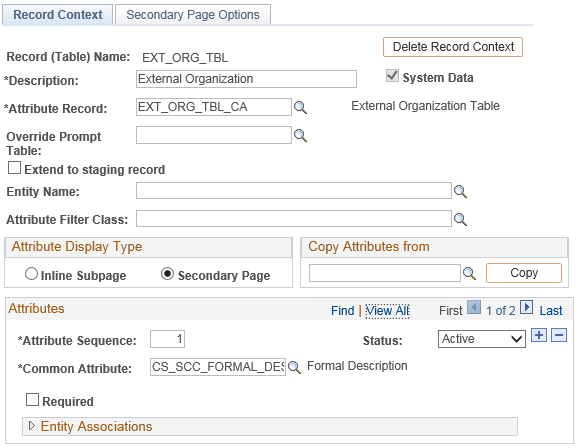 Record Context Secondary Page Options
Record (Table) Name: EXT_ORG_TBL Delete Record Context
*Description: External Organization System Data
*Attribute Record: EXT_ORG_TBL_CA External Organization Table
Override Prompt
Table:
Extend to staging record
Entity Name:
Attribute Filter Class:
Attribute Display Type Copy Attributes from
Inline Subpage Secondary Page Copy
Attributes Find | View All First 1 of 2 Last
*Attribute Sequence: 1 Status: Active
*Common Attribute: CS_SCC_FORMAL_DES Formal Description
Required
Entity Associations